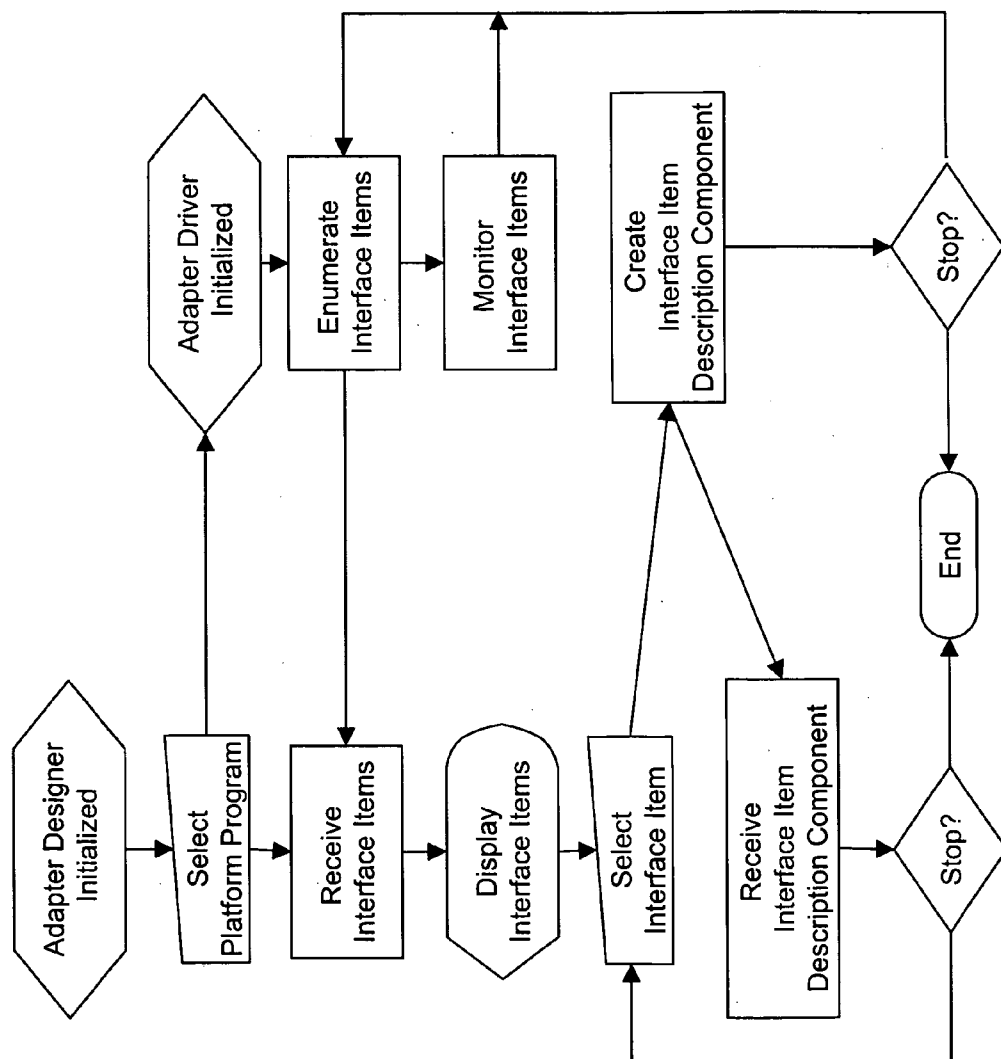 Adapter Designer
Initialized
Select
Platform Program
Receive
Interface Items
Display
Interface Items
Select
Interface Item
Receive
Interface Item
Description Component
Stop?
End
Adapter Driver
Initialized
Enumerate
Interface Items
Monitor
Interface Items
Create
Interface Item
Description Component
Stop?